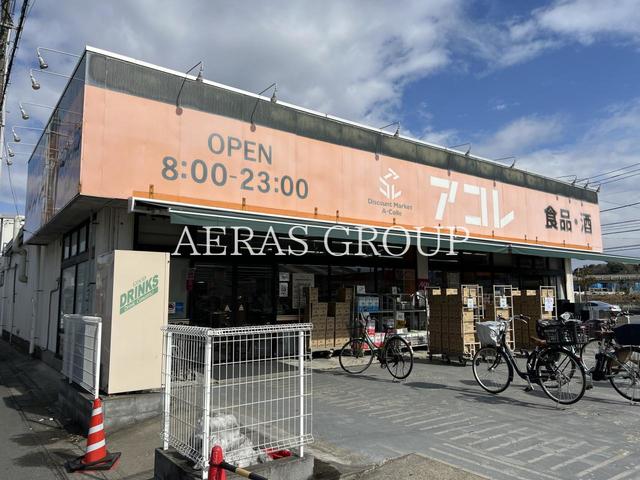 OPEN
8:00-23:00
Discount Market
A-Colle
アコレ
食品・酒
AERAS GROUP
DRINKS